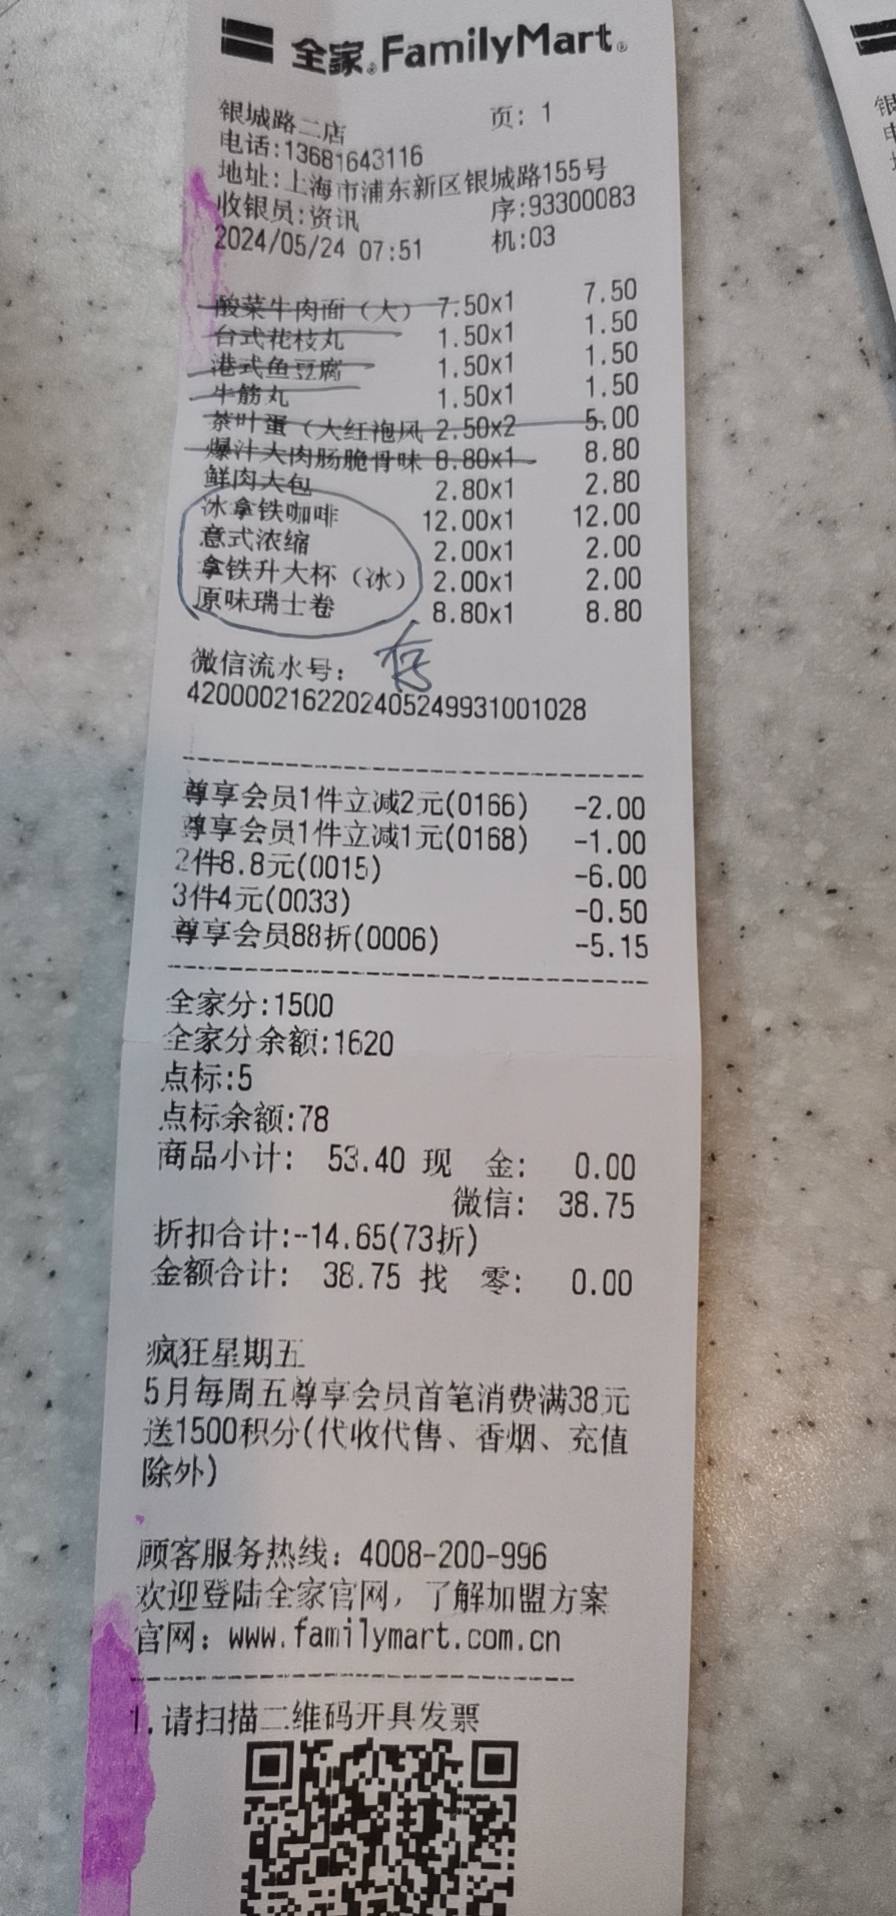 全家 FamilyMart
银城路二店 页: 1
电话:13681643116
地址:上海市浦东新区银城路155号
收银员:资讯 序:93300083
2024/05/24 07:51 机:03
酸菜牛肉面（大） 7.50x1 7.50
台式花枝丸 1.50x1 1.50
港式鱼豆腐 1.50x1 1.50
牛筋丸 1.50x1 1.50
茶叶蛋（大红袍风 2.50x2 5.00
爆汁大肉肠脆骨味 8.80x1 8.80
鲜肉大包 2.80x1 2.80
冰拿铁咖啡 12.00x1 12.00
意式浓缩 2.00x1 2.00
拿铁升大杯（冰） 2.00x1 2.00
原味瑞士卷 8.80x1 8.80
存
微信流水号:
4200002162202405249931001028
尊享会员1件立减2元(0166) -2.00
尊享会员1件立减1元(0168) -1.00
2件8.8元(0015) -6.00
3件4元(0033) -0.50
尊享会员88折(0006) -5.15
全家分:1500
全家分余额:1620
点标:5
点标余额:78
商品小计: 53.40 现 金: 0.00
微信: 38.75
折扣合计:-14.65(73折)
金额合计: 38.75 找 零: 0.00
疯狂星期五
5月每周五尊享会员首笔消费满38元
送1500积分(代收代售、香烟、充值
除外)
顾客服务热线: 4008-200-996
欢迎登陆全家官网，了解加盟方案
官网: www.familymart.com.cn
1.请扫描二维码开具发票